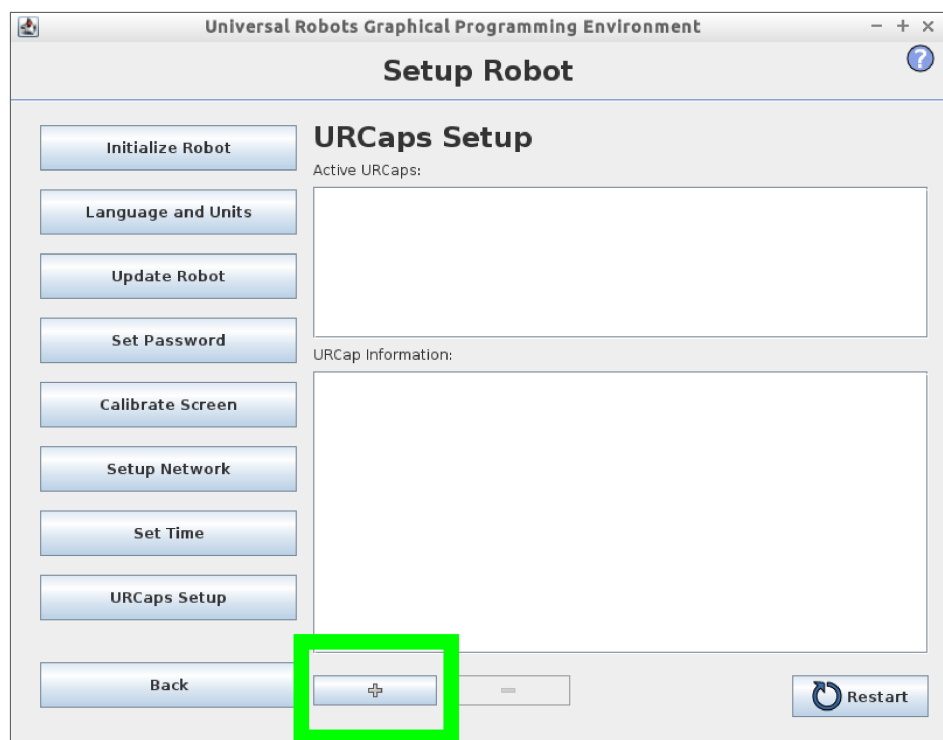 Universal Robots Graphical Programming Environment
Setup Robot
?
Initialize Robot
Language and Units
Update Robot
Set Password
Calibrate Screen
Setup Network
Set Time
URCaps Setup
Back
URCaps Setup
Active URCaps:
URCap Information:
Restart